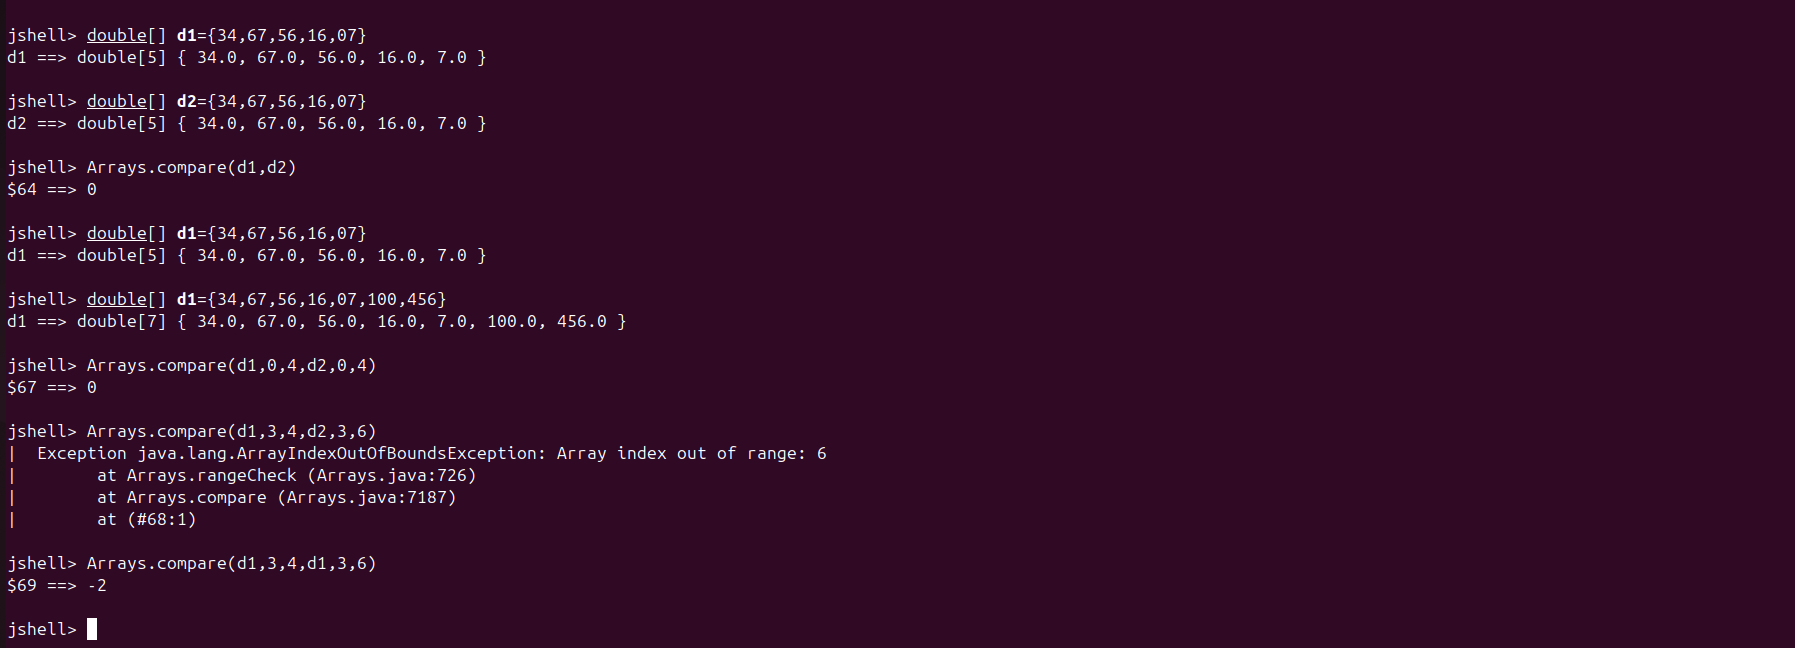 jshell> double[] d1={34,67,56,16,07}
d1 ==> double[5] { 34.0, 67.0, 56.0, 16.0, 7.0 }
jshell> double[] d2={34,67,56,16,07}
d2 ==> double[5] { 34.0, 67.0, 56.0, 16.0, 7.0 }
jshell> Arrays.compare(d1,d2)
$64 ==> 0
jshell> double[] d1={34,67,56,16,07}
d1 ==> double[5] { 34.0, 67.0, 56.0, 16.0, 7.0 }
jshell> double[] d1={34,67,56,16,07,100,456}
d1 ==> double[7] { 34.0, 67.0, 56.0, 16.0, 7.0, 100.0, 456.0 }
jshell> Arrays.compare(d1,0,4,d2,0,4)
$67 ==> 0
jshell> Arrays.compare(d1,3,4,d2,3,6)
|  Exception java.lang.ArrayIndexOutOfBoundsException: Array index out of range: 6
|        at Arrays.rangeCheck (Arrays.java:726)
|        at Arrays.compare (Arrays.java:7187)
|        at (#68:1)
jshell> Arrays.compare(d1,3,4,d1,3,6)
$69 ==> -2
jshell>